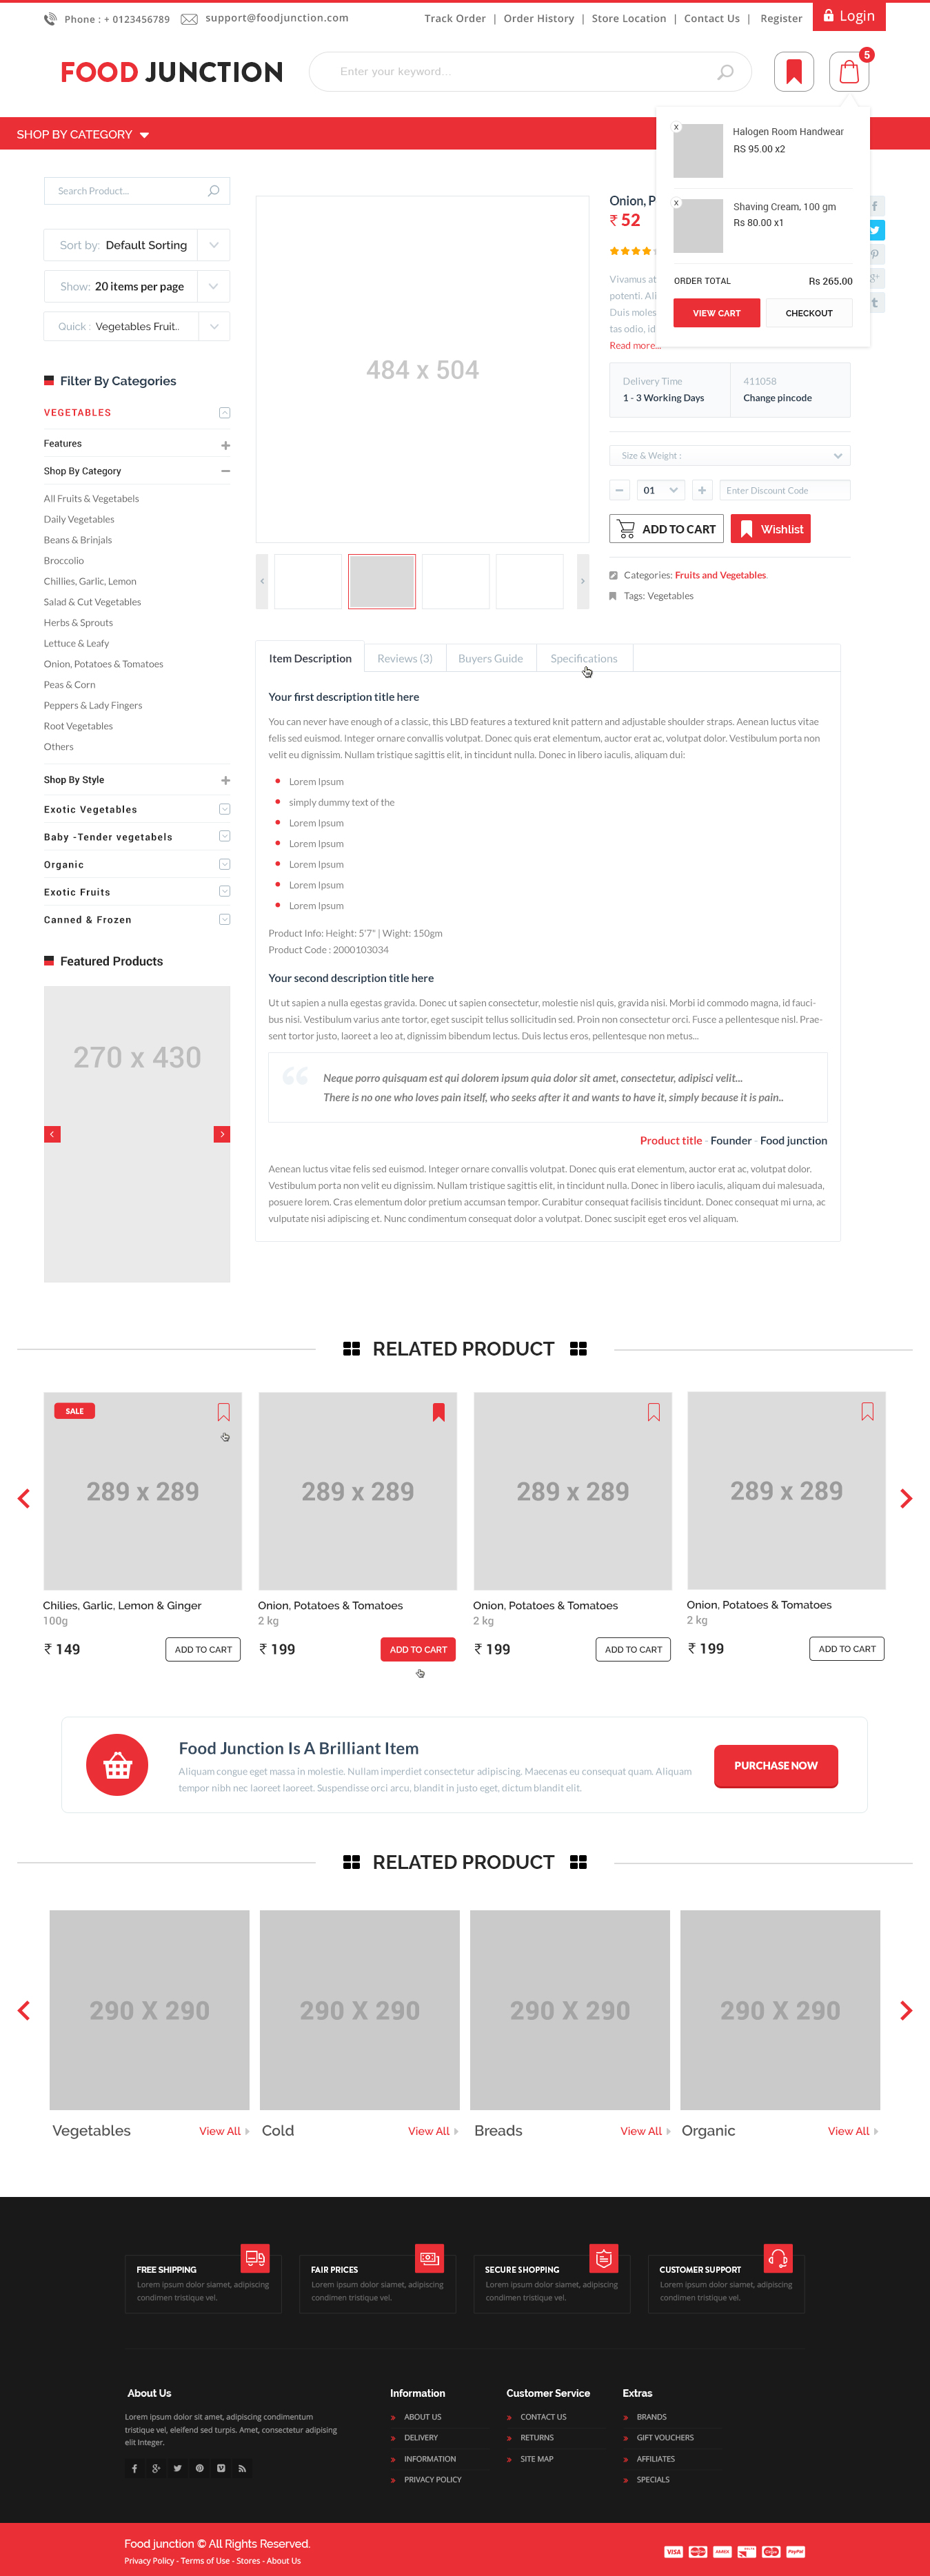 Phone : + 0123456789 support@foodjunction.com Track Order | Order History | Store Location | Contact Us | Register Login
FOOD JUNCTION Enter your keyword... 5
SHOP BY CATEGORY
x Halogen Room Handwear
RS 95.00 x2
x Shaving Cream, 100 gm
Rs 80.00 x1
ORDER TOTAL Rs 265.00
VIEW CART CHECKOUT
Search Product...
Sort by: Default Sorting
Show: 20 items per page
Quick : Vegetables Fruit..
Filter By Categories
VEGETABLES
Features
Shop By Category
All Fruits & Vegetabels
Daily Vegetables
Beans & Brinjals
Broccolio
Chillies, Garlic, Lemon
Salad & Cut Vegetables
Herbs & Sprouts
Lettuce & Leafy
Onion, Potatoes & Tomatoes
Peas & Corn
Peppers & Lady Fingers
Root Vegetables
Others
Shop By Style
Exotic Vegetables
Baby -Tender vegetabels
Organic
Exotic Fruits
Canned & Frozen
Featured Products
270 x 430
484 x 504
Onion, P
₹ 52
Vivamus at
potenti. Ali
Duis moles
tas odio, id
Read more...
Delivery Time 411058
1 - 3 Working Days Change pincode
Size & Weight :
01 Enter Discount Code
ADD TO CART Wishlist
Categories: Fruits and Vegetables.
Tags: Vegetables
Item Description Reviews (3) Buyers Guide Specifications
Your first description title here
You can never have enough of a classic, this LBD features a textured knit pattern and adjustable shoulder straps. Aenean luctus vitae
felis sed euismod. Integer ornare convallis volutpat. Donec quis erat elementum, auctor erat ac, volutpat dolor. Vestibulum porta non
velit eu dignissim. Nullam tristique sagittis elit, in tincidunt nulla. Donec in libero iaculis, aliquam dui:
Lorem Ipsum
simply dummy text of the
Lorem Ipsum
Lorem Ipsum
Lorem Ipsum
Lorem Ipsum
Lorem Ipsum
Product Info: Height: 5'7" | Wight: 150gm
Product Code : 2000103034
Your second description title here
Ut ut sapien a nulla egestas gravida. Donec ut sapien consectetur, molestie nisl quis, gravida nisi. Morbi id commodo magna, id fauci-
bus nisi. Vestibulum varius ante tortor, eget suscipit tellus sollicitudin sed. Proin non consectetur orci. Fusce a pellentesque nisl. Prae-
sent tortor justo, laoreet a leo at, dignissim bibendum lectus. Duis lectus eros, pellentesque non metus...
Neque porro quisquam est qui dolorem ipsum quia dolor sit amet, consectetur, adipisci velit...
There is no one who loves pain itself, who seeks after it and wants to have it, simply because it is pain..
Product title - Founder - Food junction
Aenean luctus vitae felis sed euismod. Integer ornare convallis volutpat. Donec quis erat elementum, auctor erat ac, volutpat dolor.
Vestibulum porta non velit eu dignissim. Nullam tristique sagittis elit, in tincidunt nulla. Donec in libero iaculis, aliquam dui malesuada,
posuere lorem. Cras elementum dolor pretium accumsan tempor. Curabitur consequat facilisis tincidunt. Donec consequat mi urna, ac
vulputate nisi adipiscing et. Nunc condimentum consequat dolor a volutpat. Donec suscipit eget eros vel aliquam.
RELATED PRODUCT
SALE
289 x 289 289 x 289 289 x 289 289 x 289
Chilies, Garlic, Lemon & Ginger Onion, Potatoes & Tomatoes Onion, Potatoes & Tomatoes Onion, Potatoes & Tomatoes
100g 2 kg 2 kg 2 kg
₹ 149 ADD TO CART ₹ 199 ADD TO CART ₹ 199 ADD TO CART ₹ 199 ADD TO CART
Food Junction Is A Brilliant Item
Aliquam congue eget massa in molestie. Nullam imperdiet consectetur adipiscing. Maecenas eu consequat quam. Aliquam
tempor nibh nec laoreet laoreet. Suspendisse orci arcu, blandit in justo eget, dictum blandit elit.
PURCHASE NOW
RELATED PRODUCT
290 X 290 290 X 290 290 X 290 290 X 290
Vegetables View All Cold View All Breads View All Organic View All
FREE SHIPPING FAIR PRICES SECURE SHOPPING CUSTOMER SUPPORT
Lorem ipsum dolor siamet, adipiscing Lorem ipsum dolor siamet, adipiscing Lorem ipsum dolor siamet, adipiscing Lorem ipsum dolor siamet, adipiscing
condimen tristique vel. condimen tristique vel. condimen tristique vel. condimen tristique vel.
About Us Information Customer Service Extras
Lorem ipsum dolor sit amet, adipiscing condimentum
tristique vel, eleifend sed turpis. Amet, consectetur adipising
elit Integer.
ABOUT US CONTACT US BRANDS
DELIVERY RETURNS GIFT VOUCHERS
INFORMATION SITE MAP AFFILIATES
PRIVACY POLICY SPECIALS
Food junction © All Rights Reserved.
Privacy Policy - Terms of Use - Stores - About Us
VISA PayPal